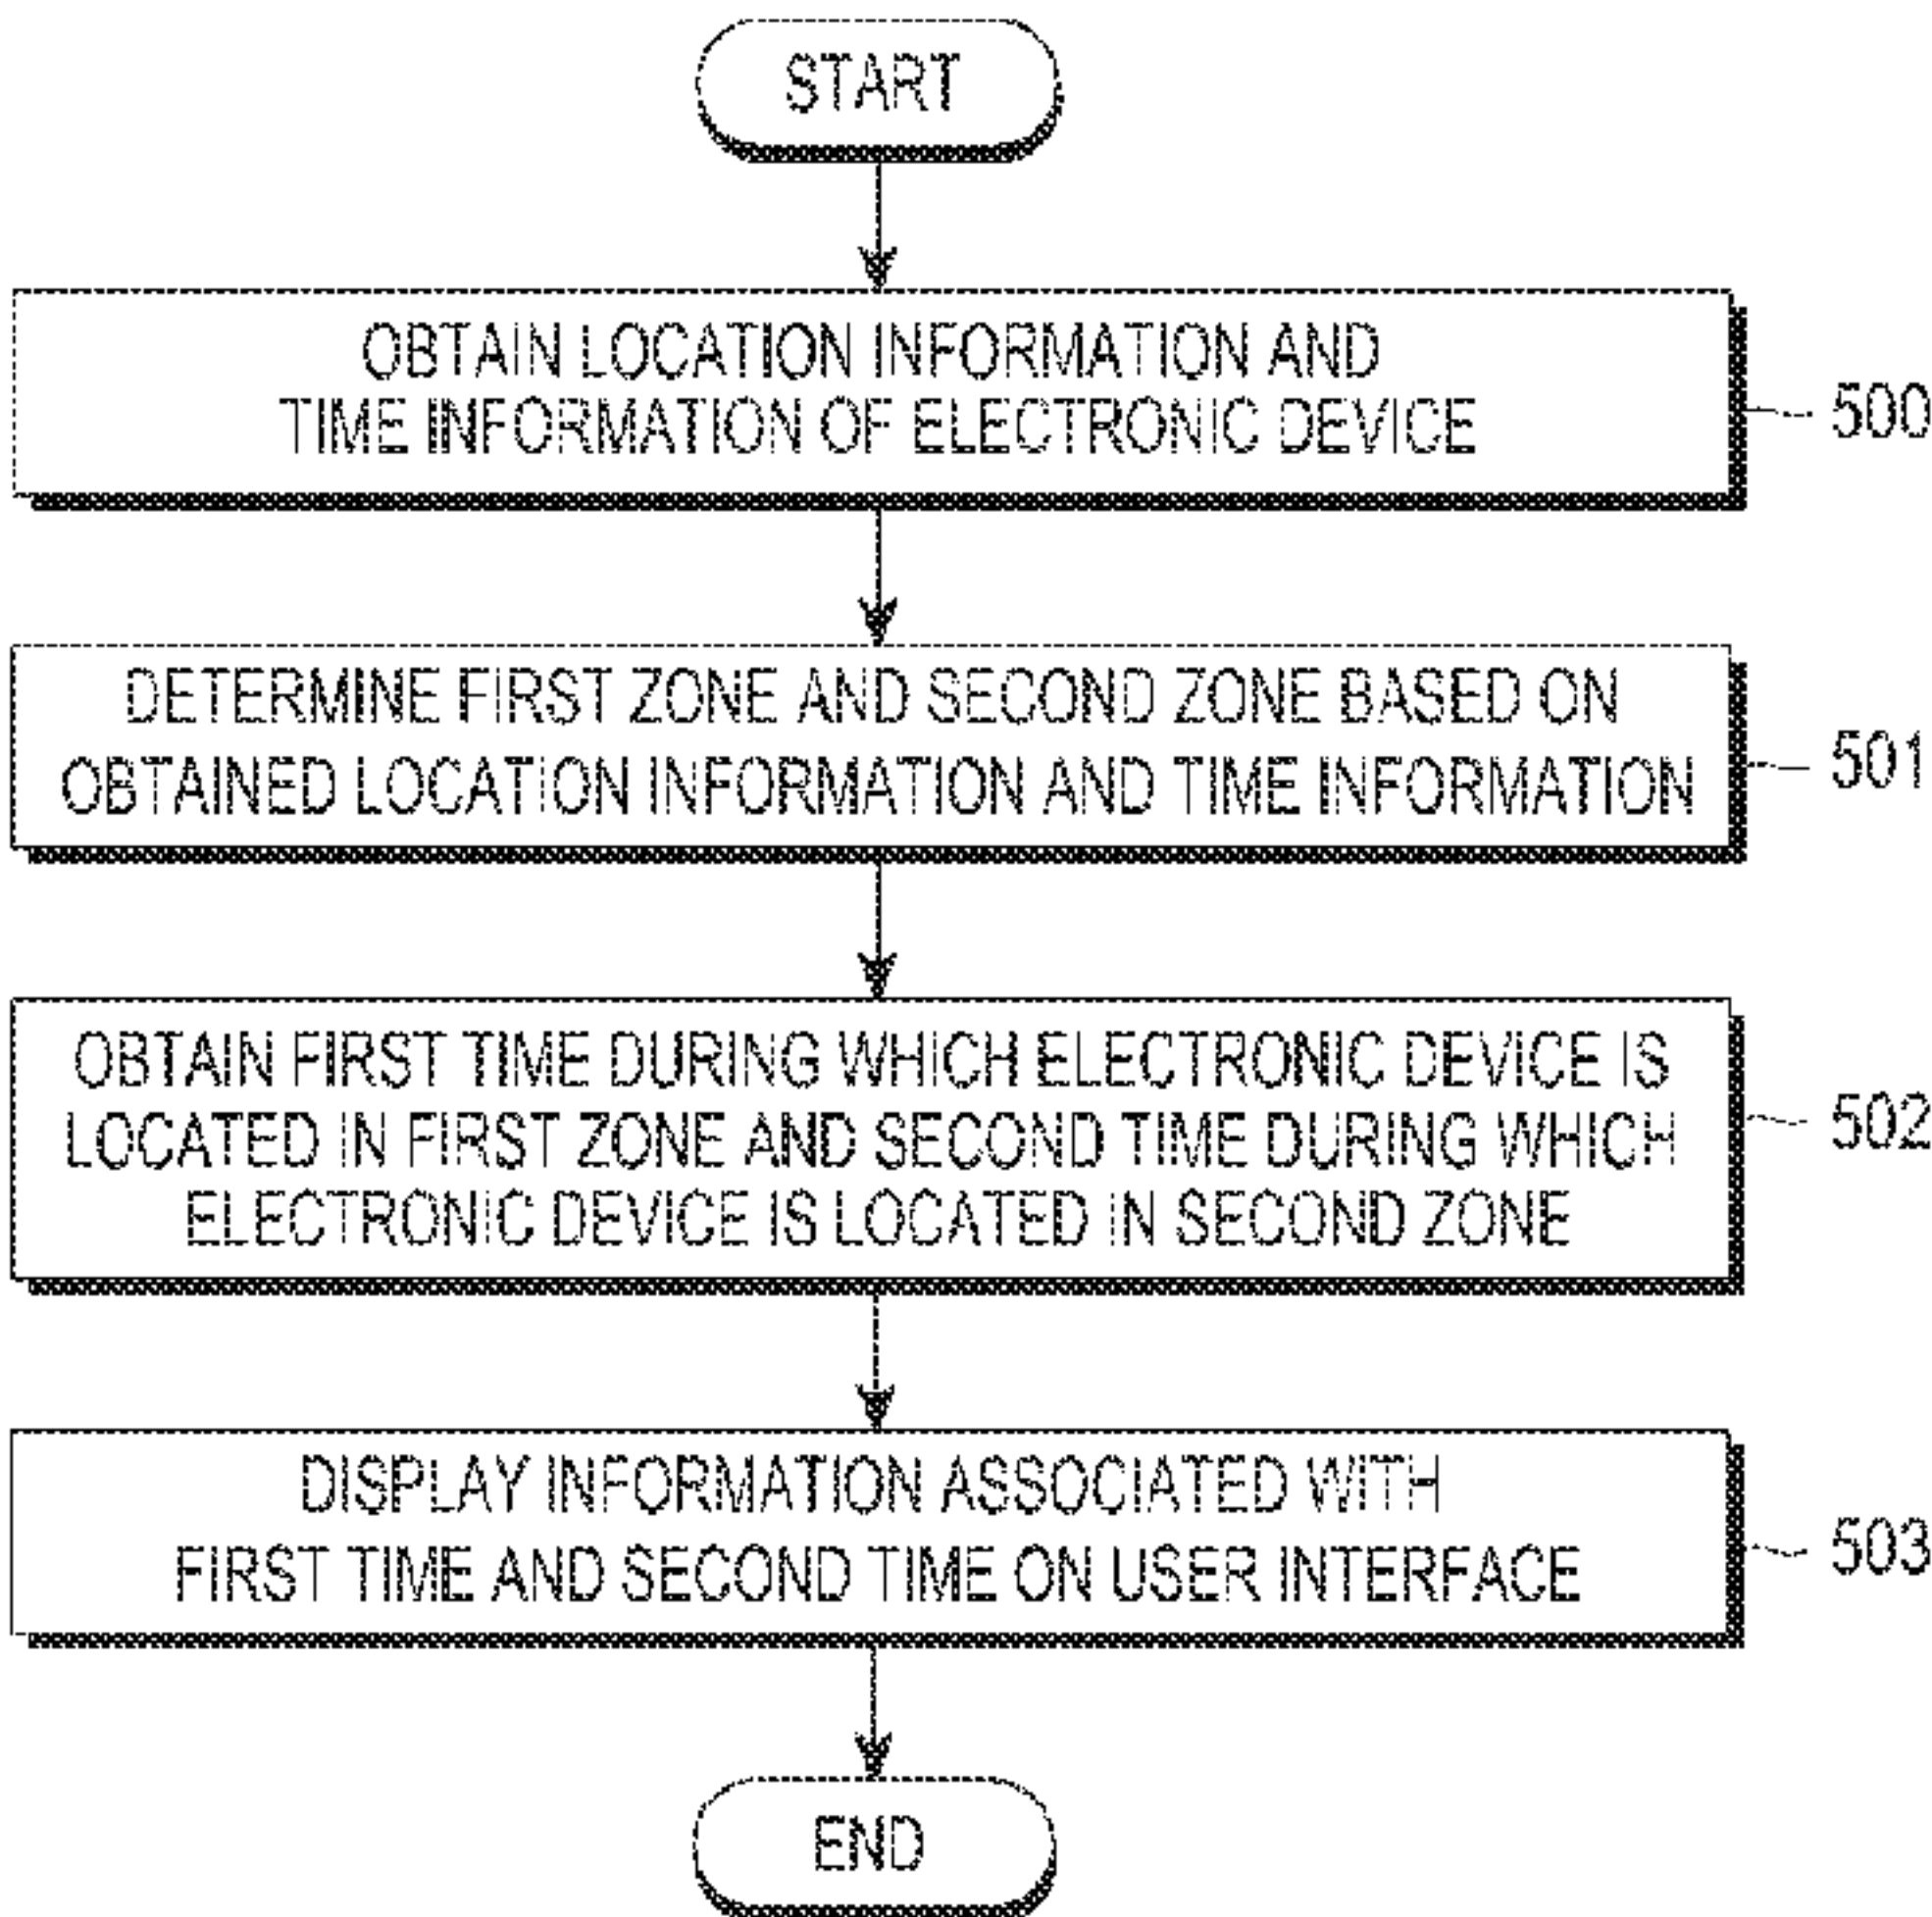 START
OBTAIN LOCATION INFORMATION AND
TIME INFORMATION OF ELECTRONIC DEVICE
500
DETERMINE FIRST ZONE AND SECOND ZONE BASED ON
OBTAINED LOCATION INFORMATION AND TIME INFORMATION
501
OBTAIN FIRST TIME DURING WHICH ELECTRONIC DEVICE IS
LOCATED IN FIRST ZONE AND SECOND TIME DURING WHICH
ELECTRONIC DEVICE IS LOCATED IN SECOND ZONE
502
DISPLAY INFORMATION ASSOCIATED WITH
FIRST TIME AND SECOND TIME ON USER INTERFACE
503
END